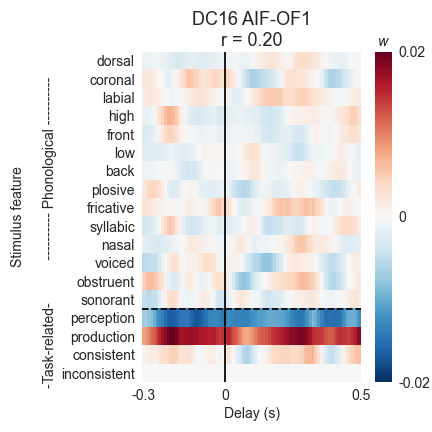 DC16 AIF-OF1
r = 0.20
w
Stimulus feature
---------- Phonological ----------
-Task-related-
dorsal
coronal
labial
high
front
low
back
plosive
fricative
syllabic
nasal
voiced
obstruent
sonorant
perception
production
consistent
inconsistent
0.02
0
-0.02
-0.3
0
0.5
Delay (s)